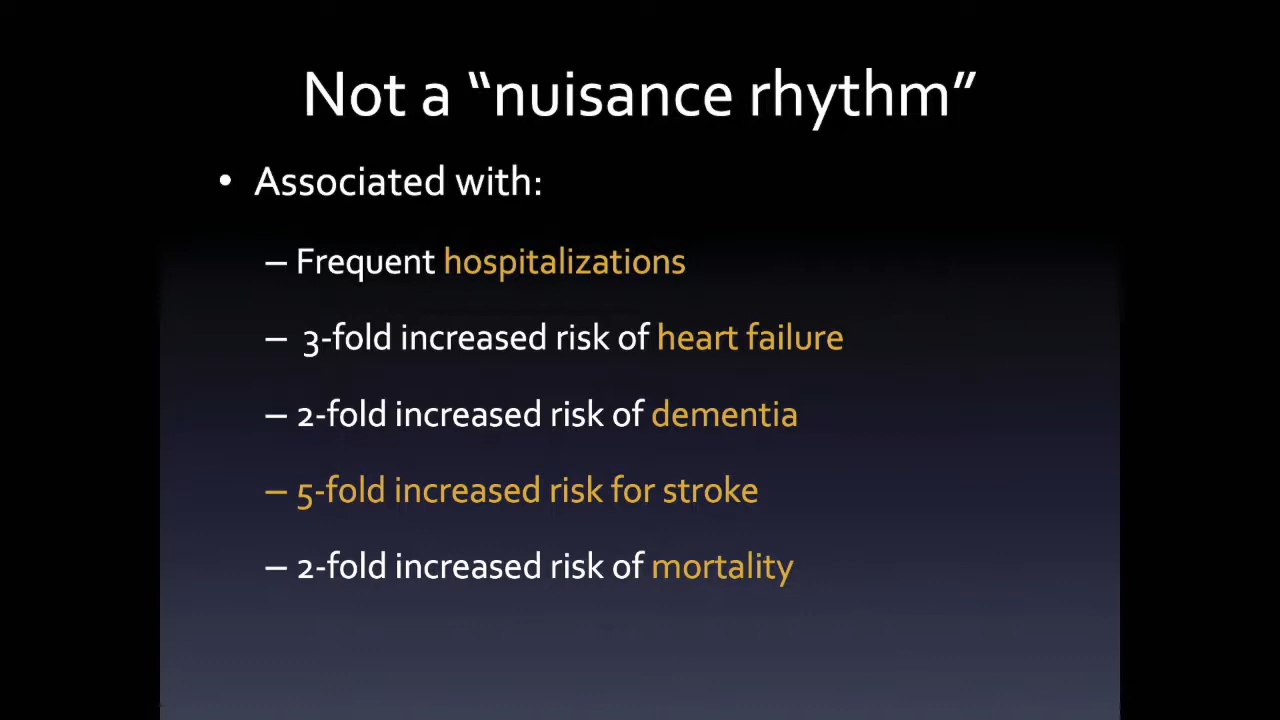 Not a “nuisance rhythm”
• Associated with:
– Frequent hospitalizations
– 3-fold increased risk of heart failure
– 2-fold increased risk of dementia
– 5-fold increased risk for stroke
– 2-fold increased risk of mortality